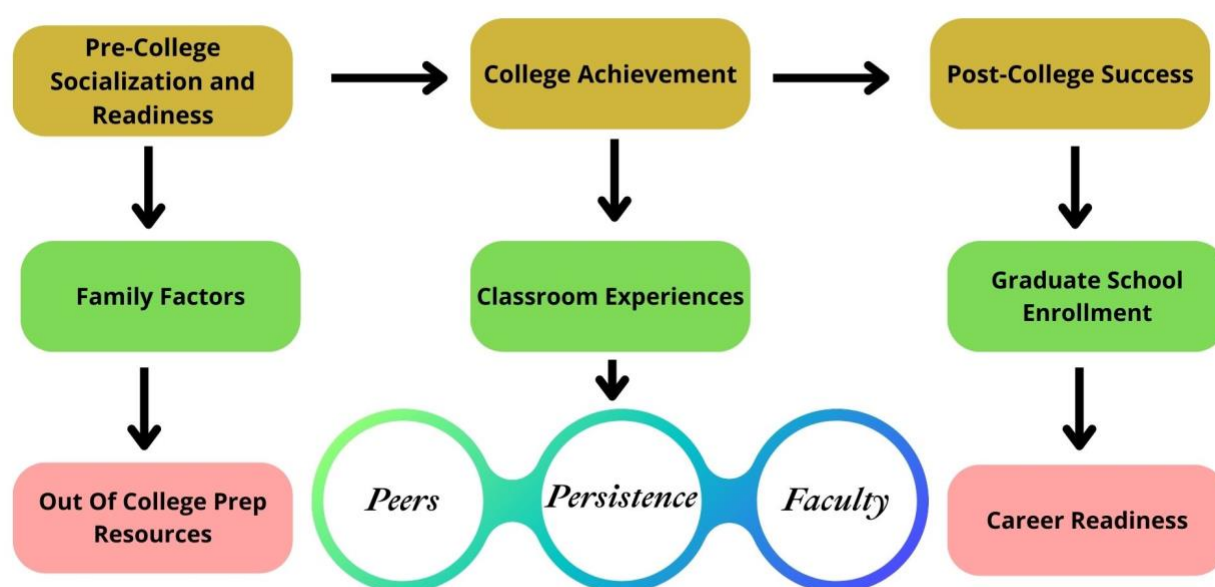 Pre-College
Socialization and
Readiness
College Achievement
Post-College Success
Family Factors
Classroom Experiences
Graduate School
Enrollment
Out Of College Prep
Resources
Peers
Persistence
Faculty
Career Readiness